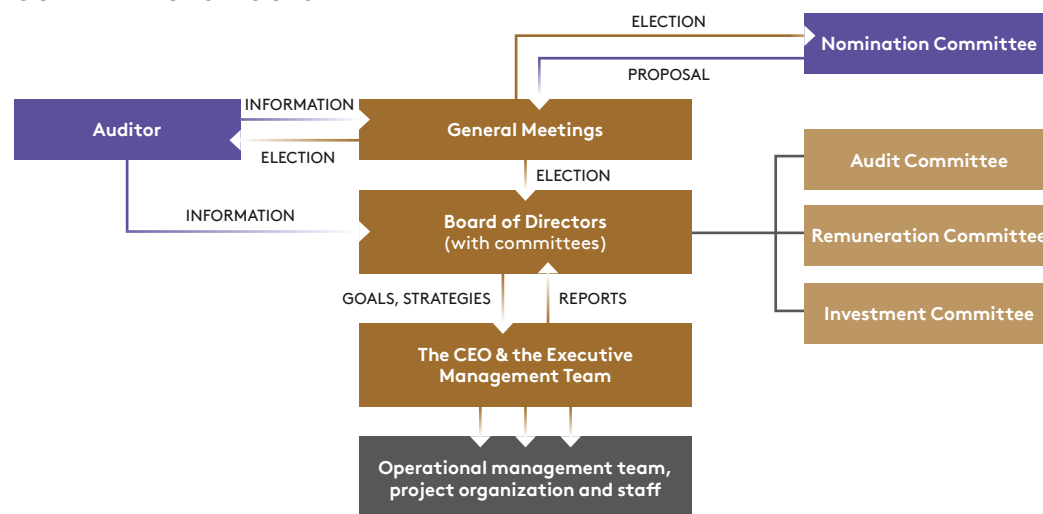 ELECTION
Nomination Committee
PROPOSAL
INFORMATION
Auditor
General Meetings
ELECTION
Audit Committee
ELECTION
INFORMATION
Board of Directors
(with committees)
Remuneration Committee
GOALS, STRATEGIES
REPORTS
Investment Committee
The CEO & the Executive
Management Team
Operational management team,
project organization and staff